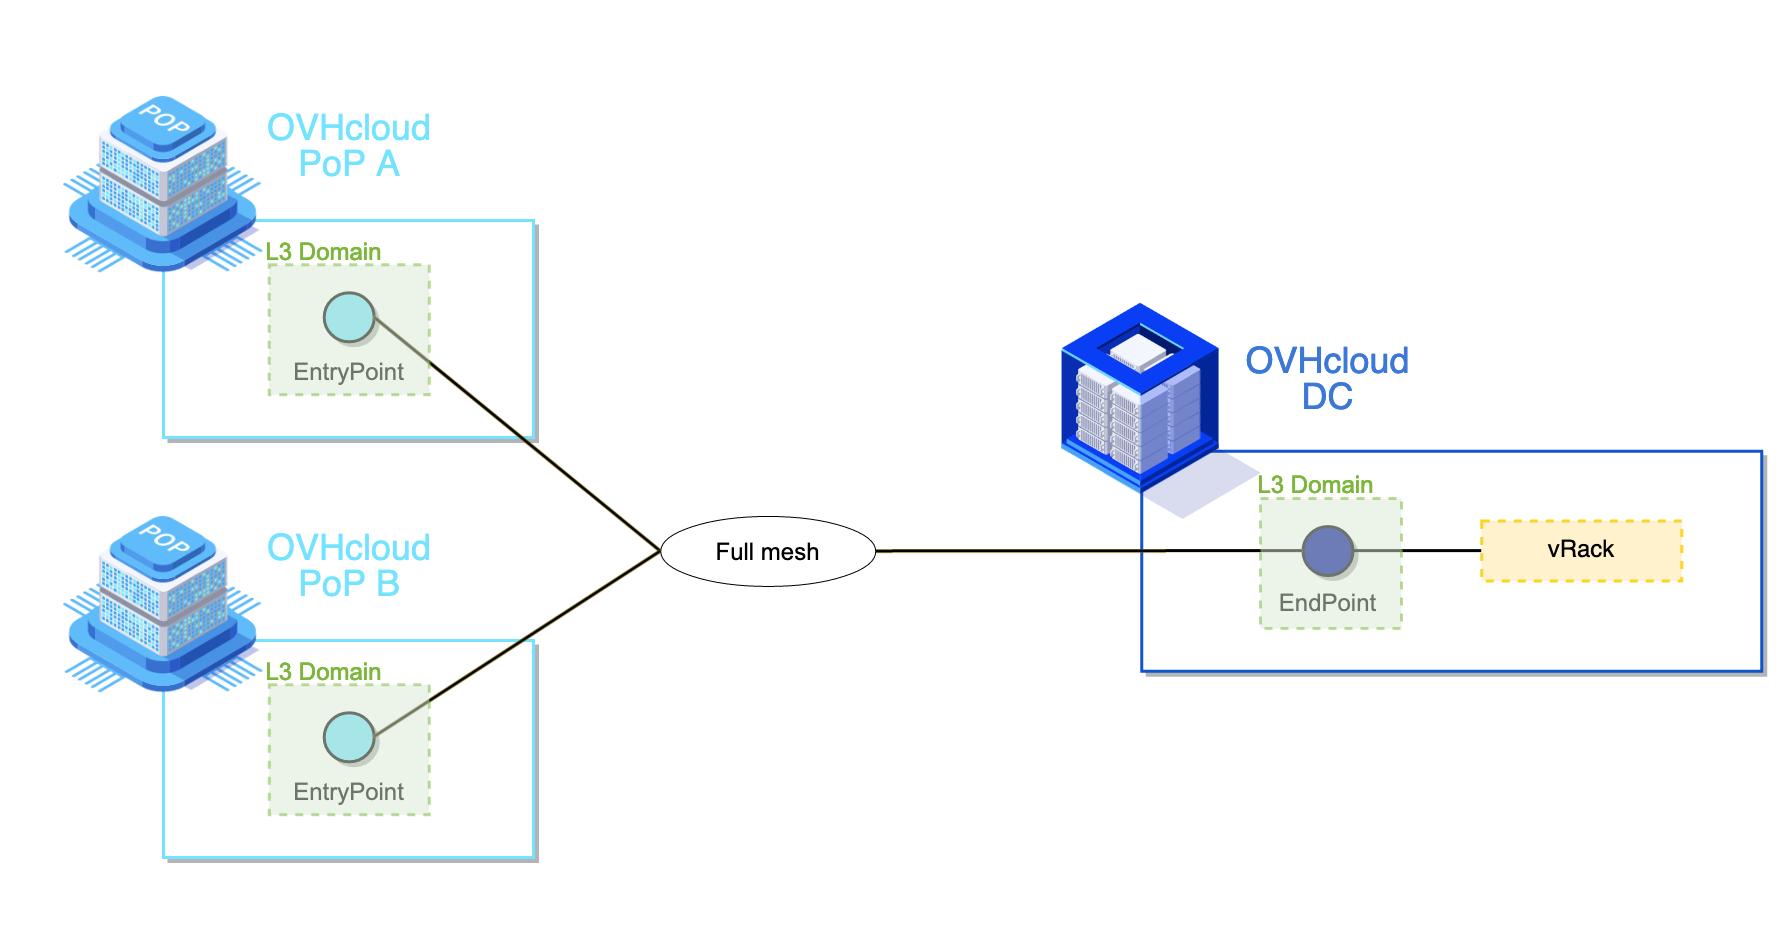 POP
OVHcloud
PoP A
L3 Domain
EntryPoint
POP
OVHcloud
PoP B
L3 Domain
EntryPoint
Full mesh
OVHcloud
DC
L3 Domain
EndPoint
vRack